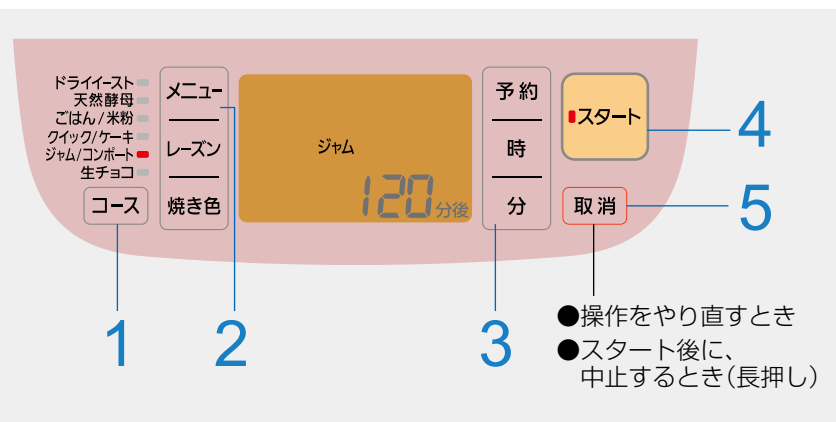 ドライイースト
天然酵母
ごはん/米粉
クイック/ケーキ
ジャム/コンポート
生チョコ
コース
メニュー
レーズン
焼き色
ジャム
120分後
予約
時
分
スタート
取消
1
2
3
4
5
●操作をやり直すとき
●スタート後に、
中止するとき(長押し)